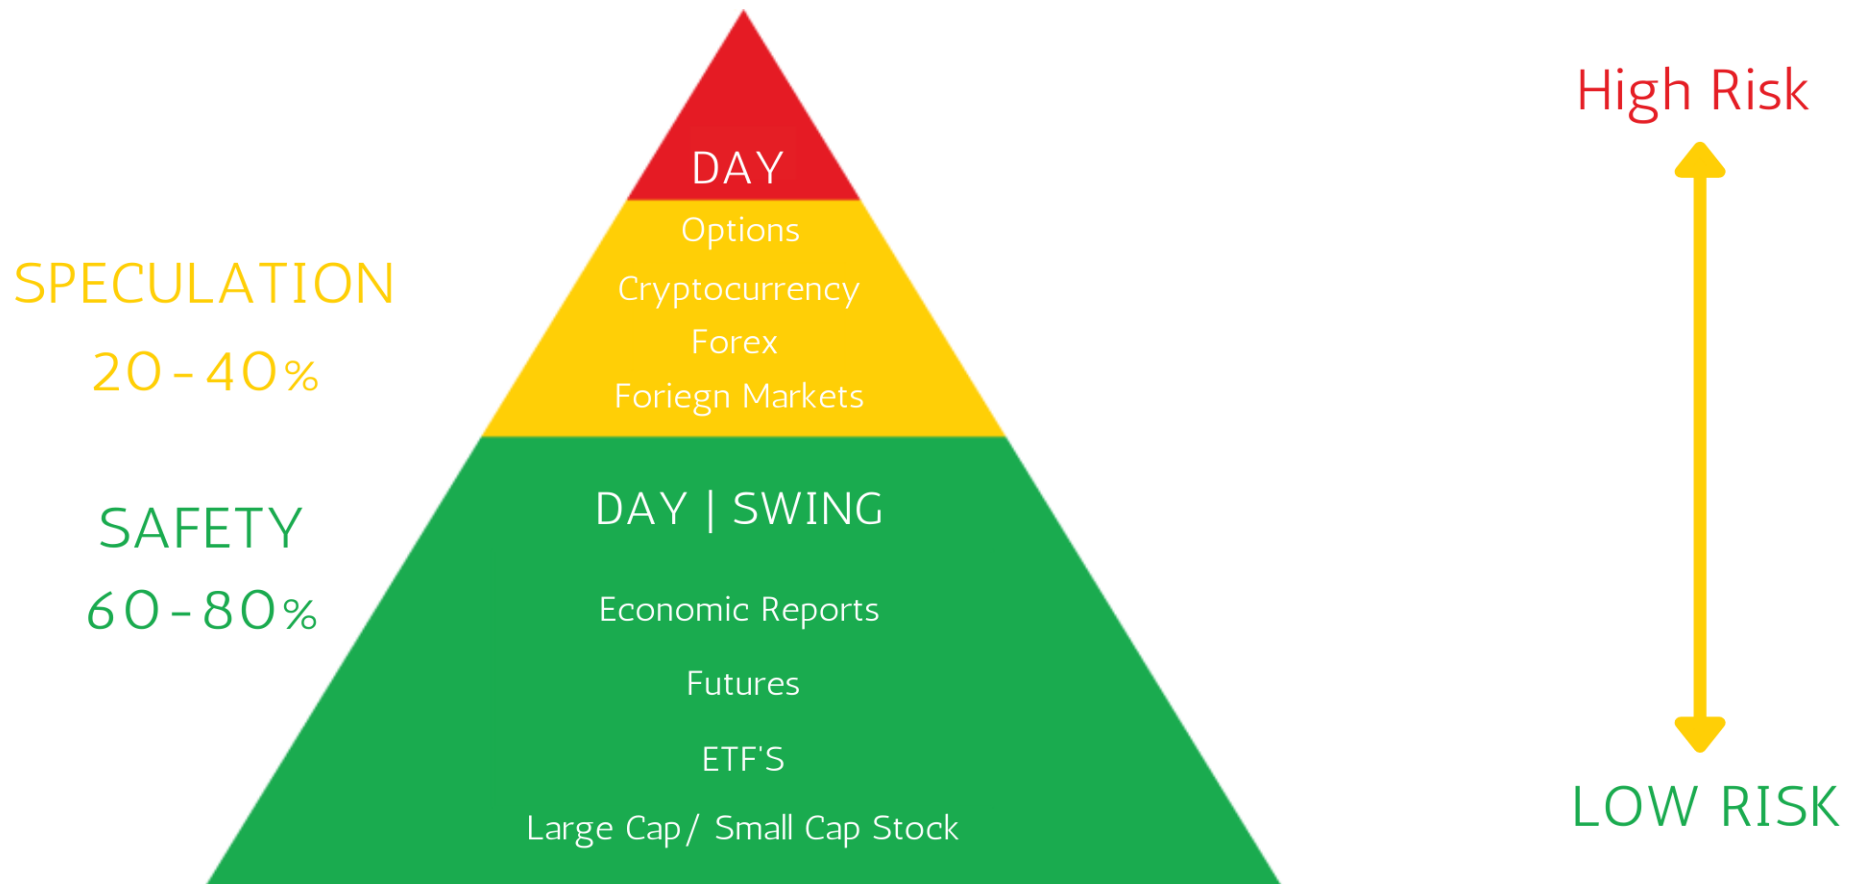 High Risk
DAY
Options
Cryptocurrency
Forex
Foriegn Markets
SPECULATION
20-40%
SAFETY
60-80%
DAY | SWING
Economic Reports
Futures
ETF'S
Large Cap/ Small Cap Stock
LOW RISK